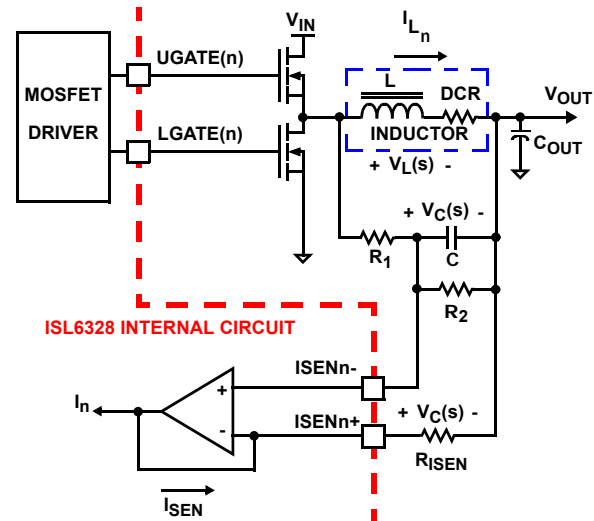 VIN
ILn
UGATE(n)
L
DCR
VOUT
MOSFET
DRIVER
INDUCTOR
COUT
LGATE(n)
+ VL(s) -
+ VC(s) -
R1
C
R2
ISL6328 INTERNAL CIRCUIT
ISENn-
+
In
ISENn+
+ VC(s) -
-
RISEN
ISEN